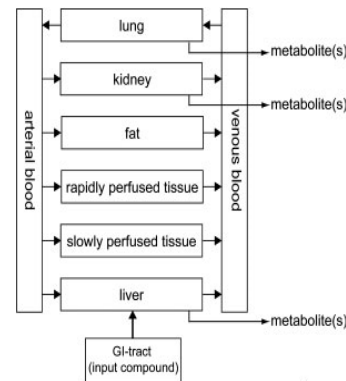 lung
metabolite(s)
kidney
metabolite(s)
arterial blood
venous blood
fat
rapidly perfused tissue
slowly perfused tissue
liver
metabolite(s)
GI-tract
(input compound)